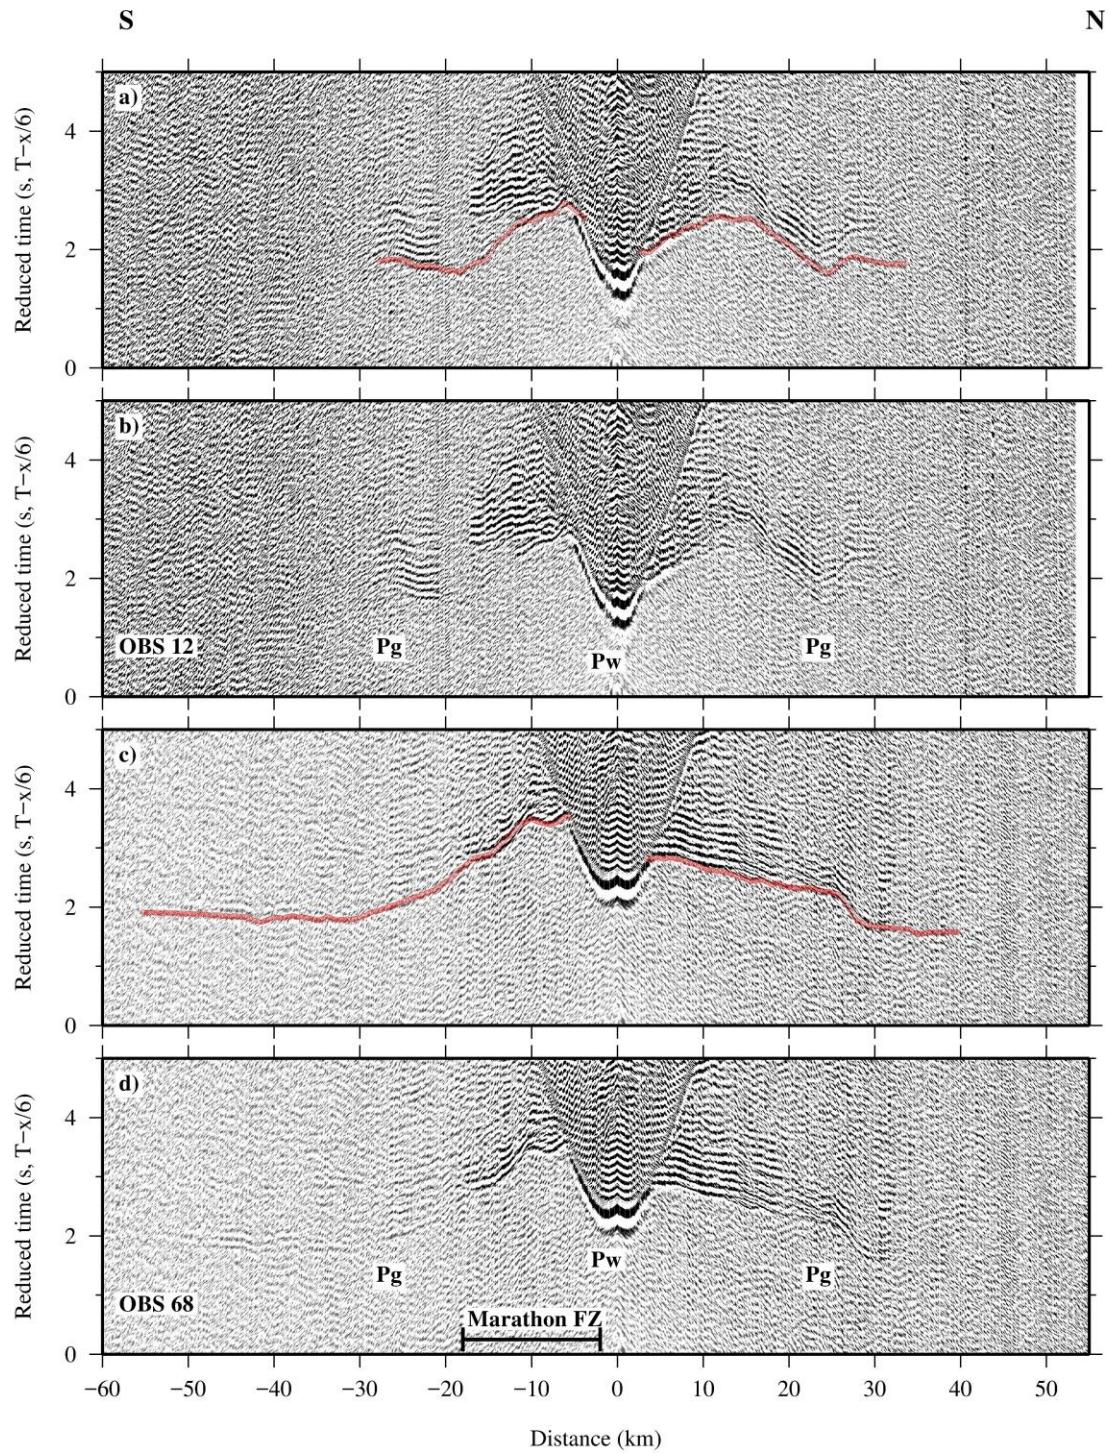 S N
a)
Reduced time (s, T−x/6)
4
2
0
b)
Reduced time (s, T−x/6)
4
2
0
OBS 12
Pg
Pw
Pg
c)
Reduced time (s, T−x/6)
4
2
0
d)
Reduced time (s, T−x/6)
4
2
0
Pw
Pg
Pg
OBS 68
Marathon FZ
−60 −50 −40 −30 −20 −10 0 10 20 30 40 50
Distance (km)